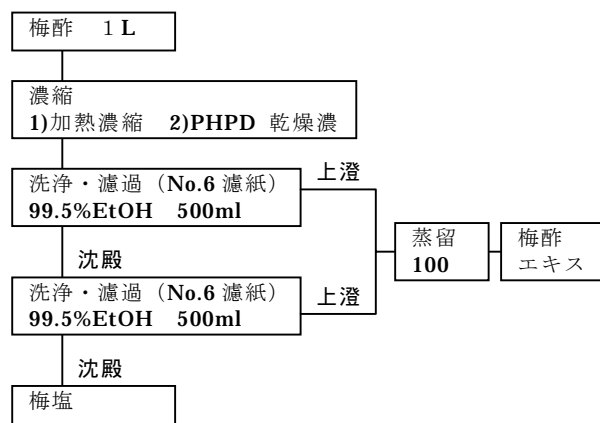 梅酢 1 L
濃縮
1)加熱濃縮 2)PHPD 乾燥濃
洗浄・濾過（No.6 濾紙）
99.5%EtOH 500ml
上澄
沈殿
蒸留
100
梅酢
エキス
洗浄・濾過（No.6 濾紙）
99.5%EtOH 500ml
上澄
沈殿
梅塩